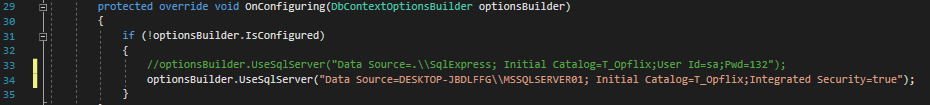 29 protected override void OnConfiguring(DbContextOptionsBuilder optionsBuilder)
30 {
31 if (!optionsBuilder.IsConfigured)
32 {
33 //optionsBuilder.UseSqlServer("Data Source=.\\SqlExpress; Initial Catalog=T_Opflix;User Id=sa;Pwd=132");
34 optionsBuilder.UseSqlServer("Data Source=DESKTOP-JBDLFFG\\MSSQLSERVER01; Initial Catalog=T_Opflix;Integrated Security=true");
35 }